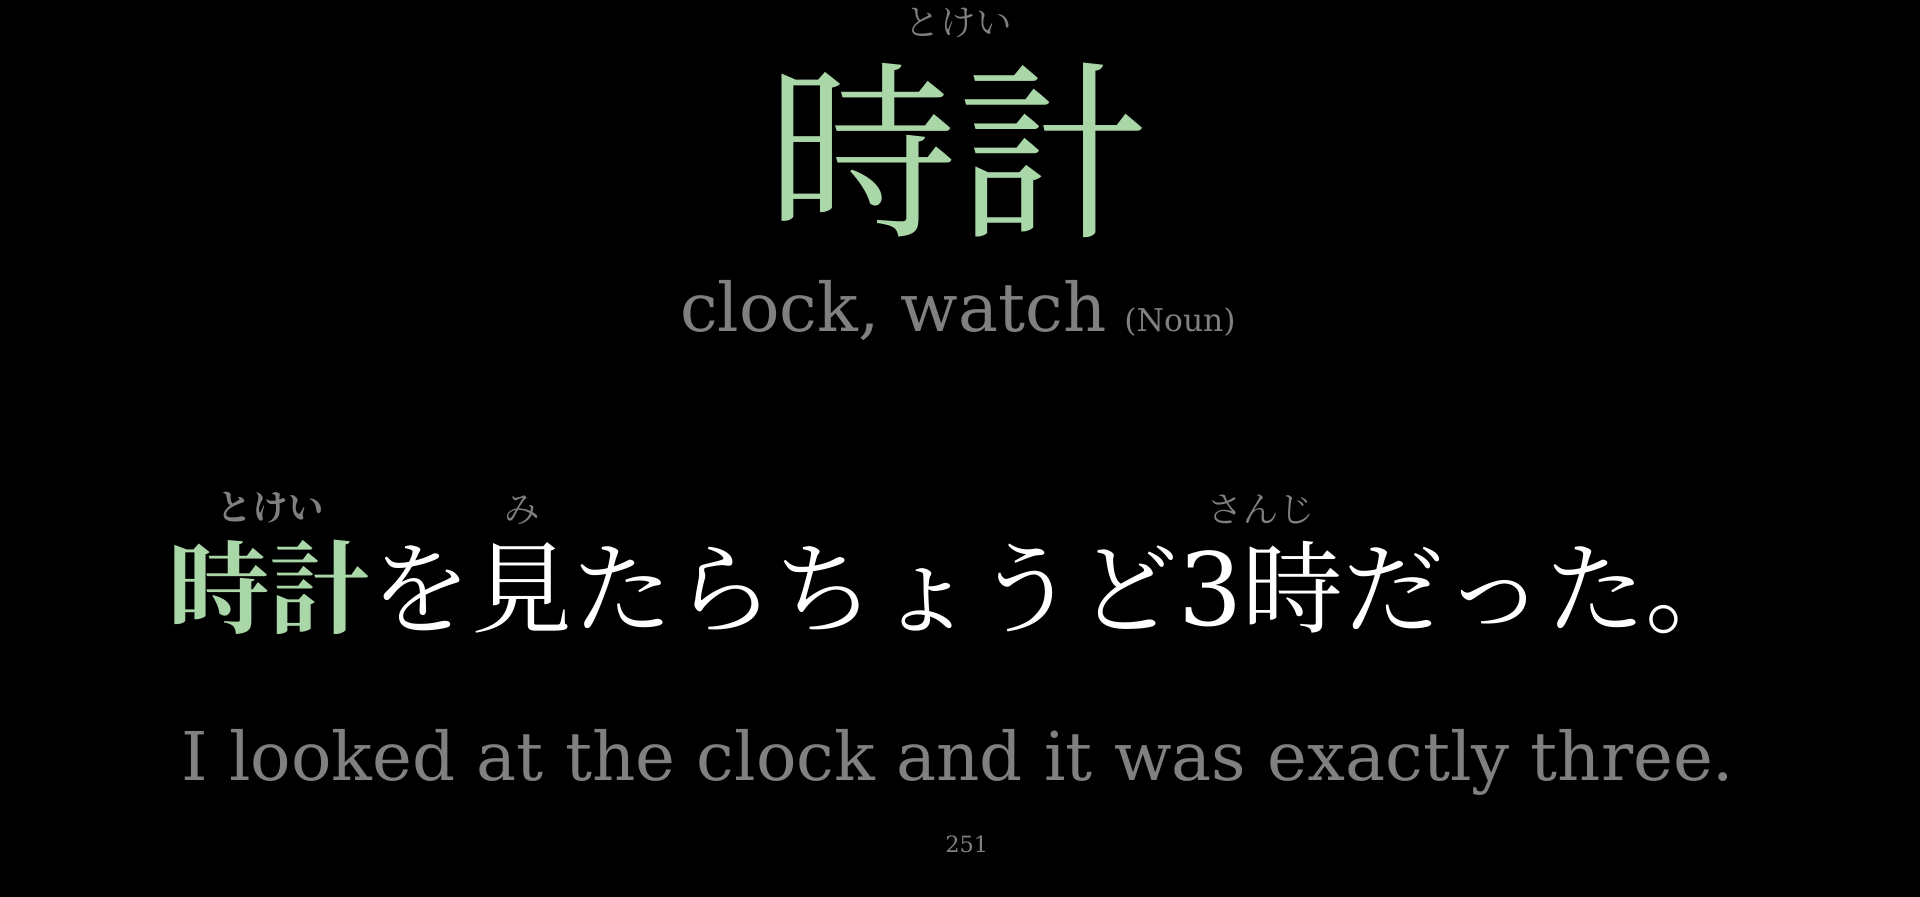 とけい
時計
clock, watch (Noun)
とけい み さんじ
時計を見たらちょうど3時だった。
I looked at the clock and it was exactly three.
251